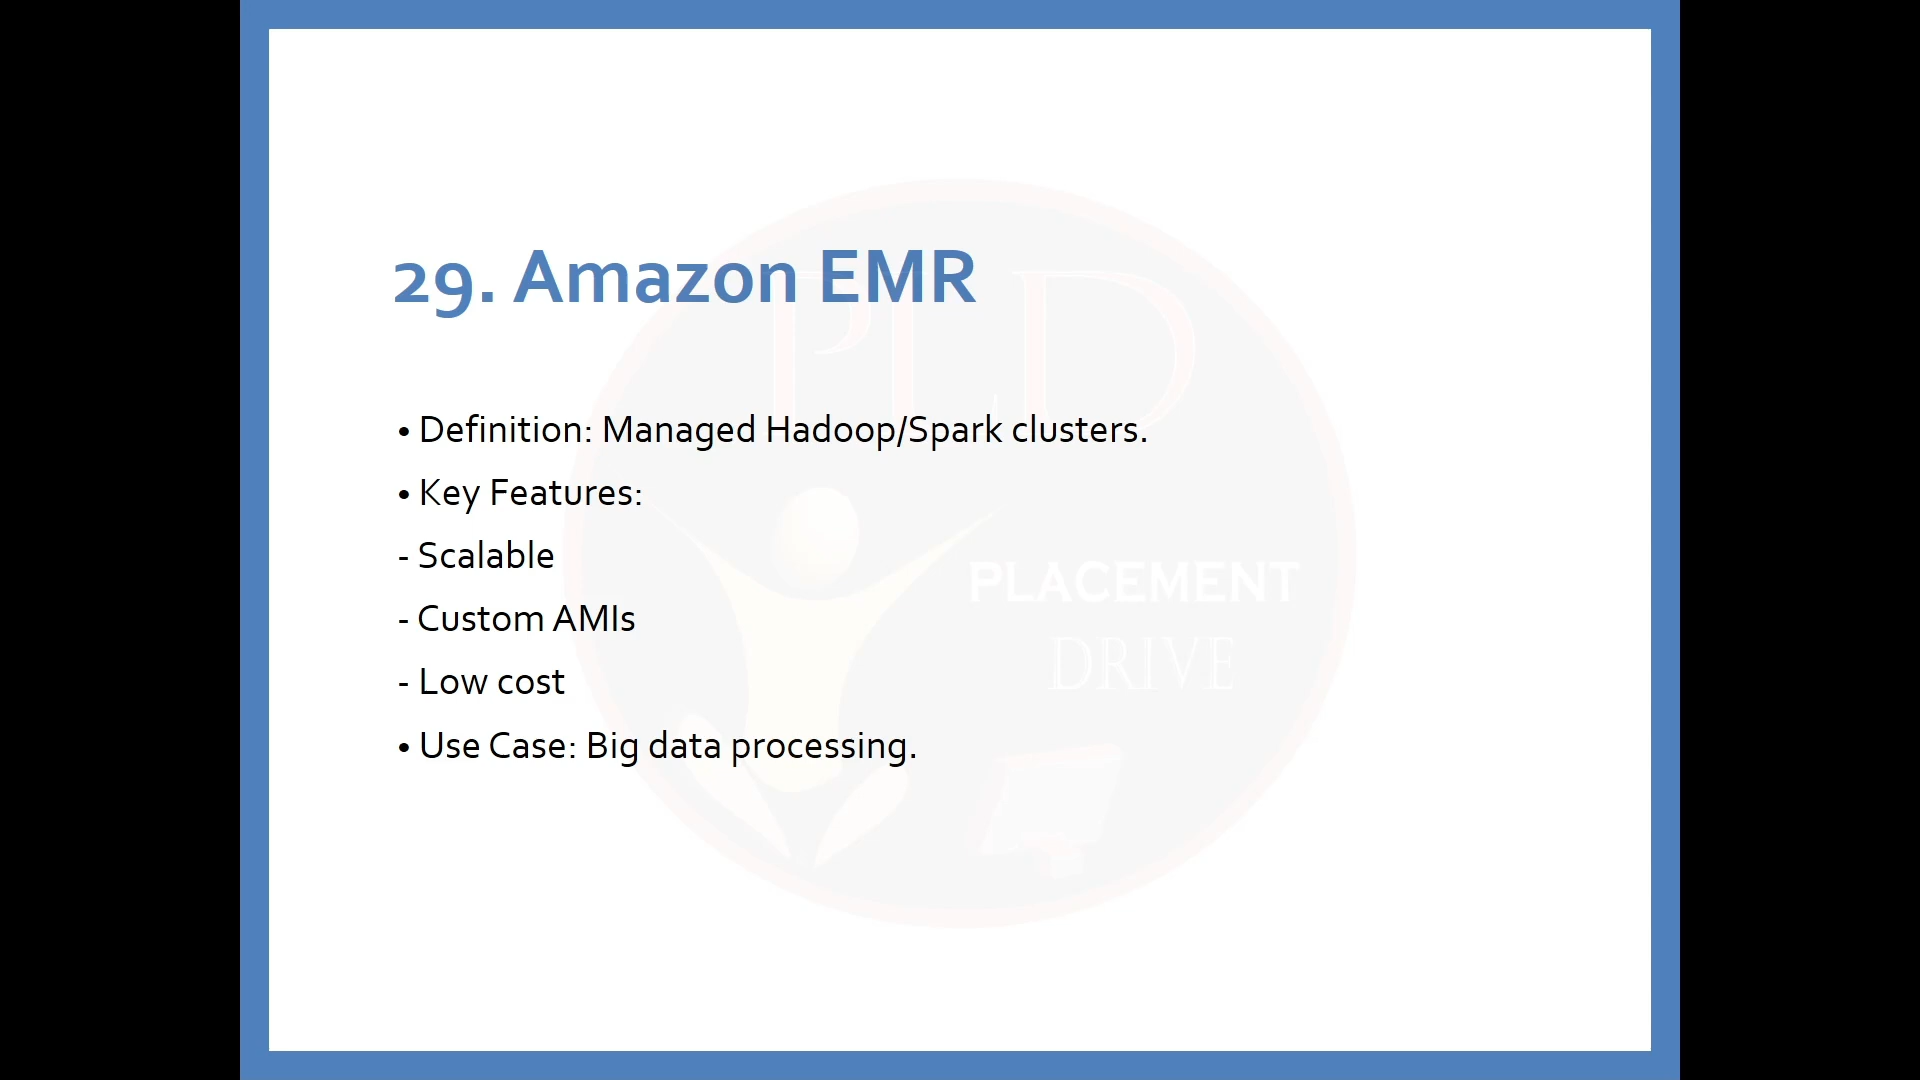 29. Amazon EMR
• Definition: Managed Hadoop/Spark clusters.
• Key Features:
- Scalable
- Custom AMIs
- Low cost
• Use Case: Big data processing.
PLD
PLACEMENT
DRIVE